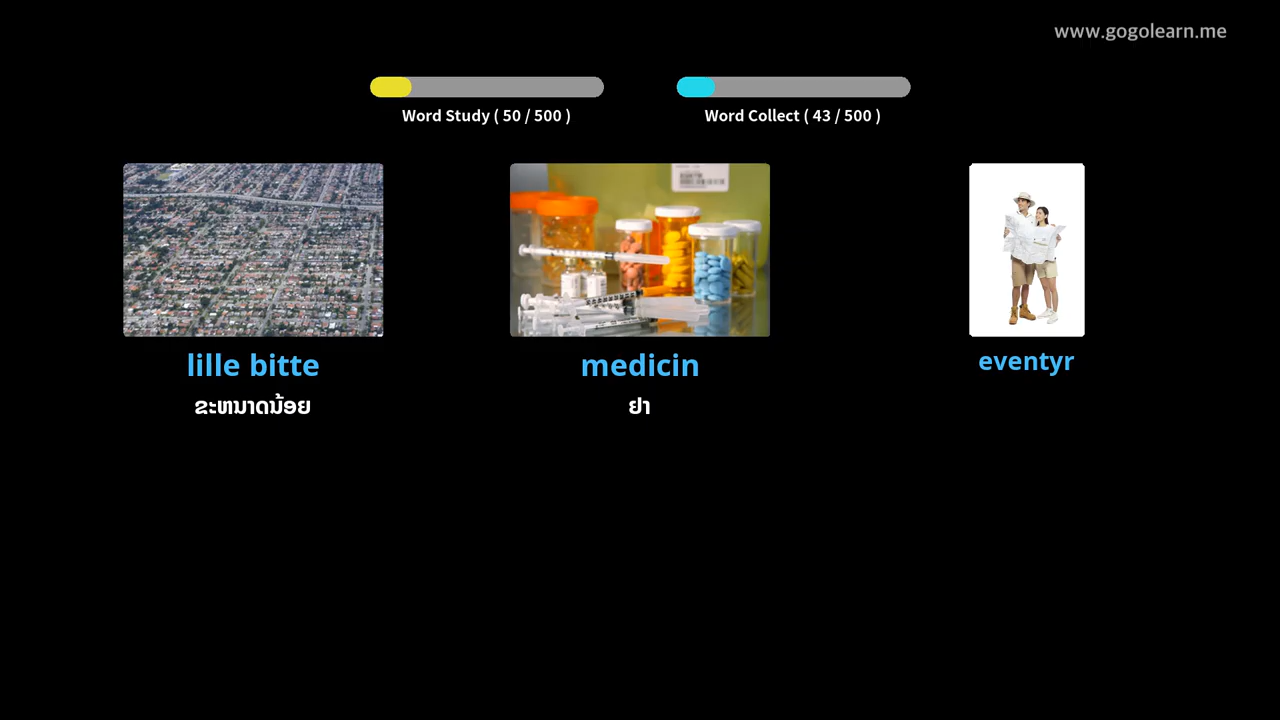 www.gogolearn.me
Word Study ( 50 / 500 )
Word Collect ( 43 / 500 )
lille bitte
medicin
eventyr
ຂະຫນາດນ້ອຍ
ຢາ